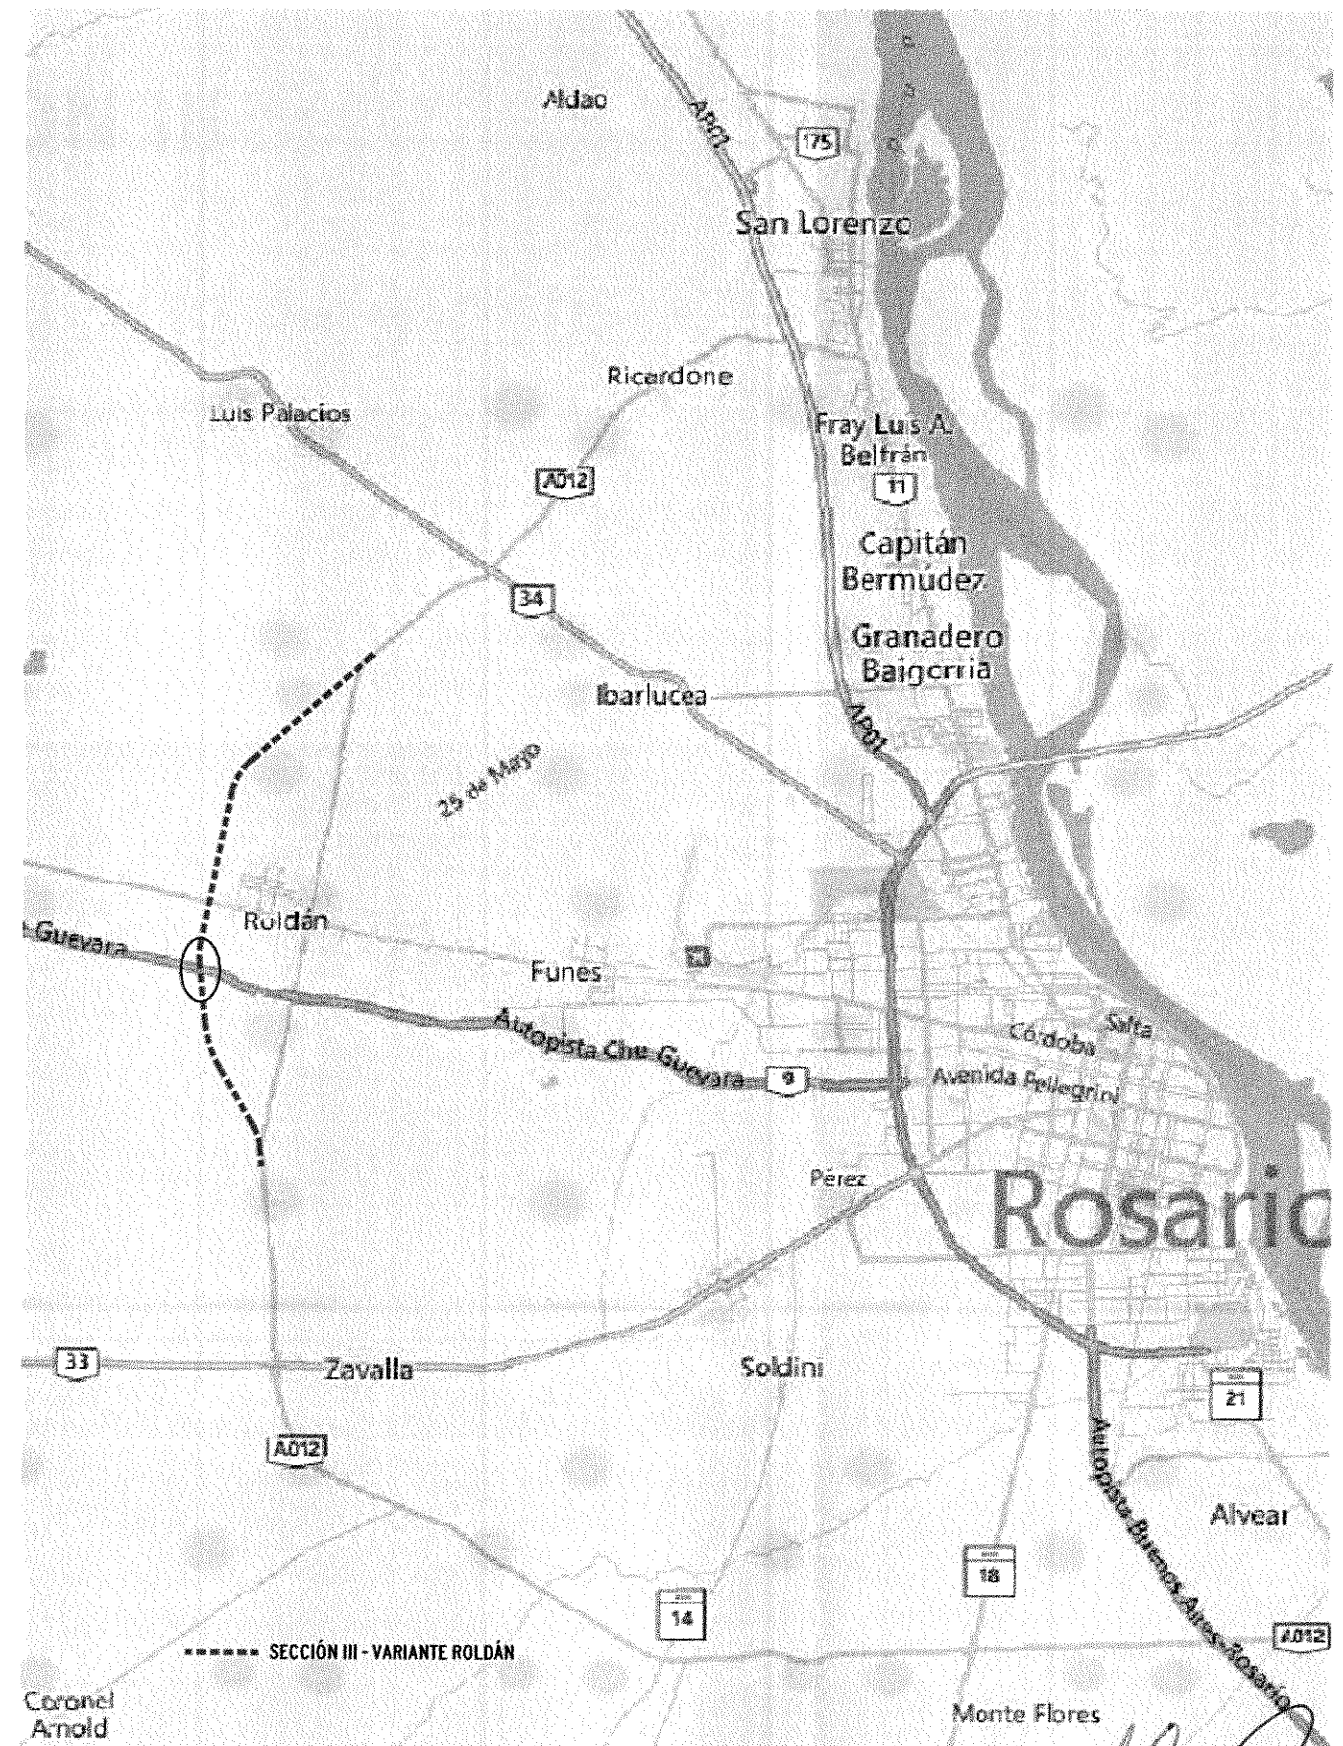 Aldao
AP01
175
San Lorenzo
Ricardone
Luis Palacios
Fray Luis A.
Beltrán
A012
11
Capitán
Bermúdez
34
Granadero
Baigorria
Ibarlucea
AP01
25 de Mayo
Roldán
Guevara
Funes
Autopista Che Guevara
9
Córdoba
Salta
Avenida Pellegrini
Pérez
Rosario
33
Zavalla
Soldini
21
A012
Autopista Buenos Aires-Rosario
Alvear
18
14
A012
SECCIÓN III - VARIANTE ROLDÁN
Coronel
Arnold
Monte Flores